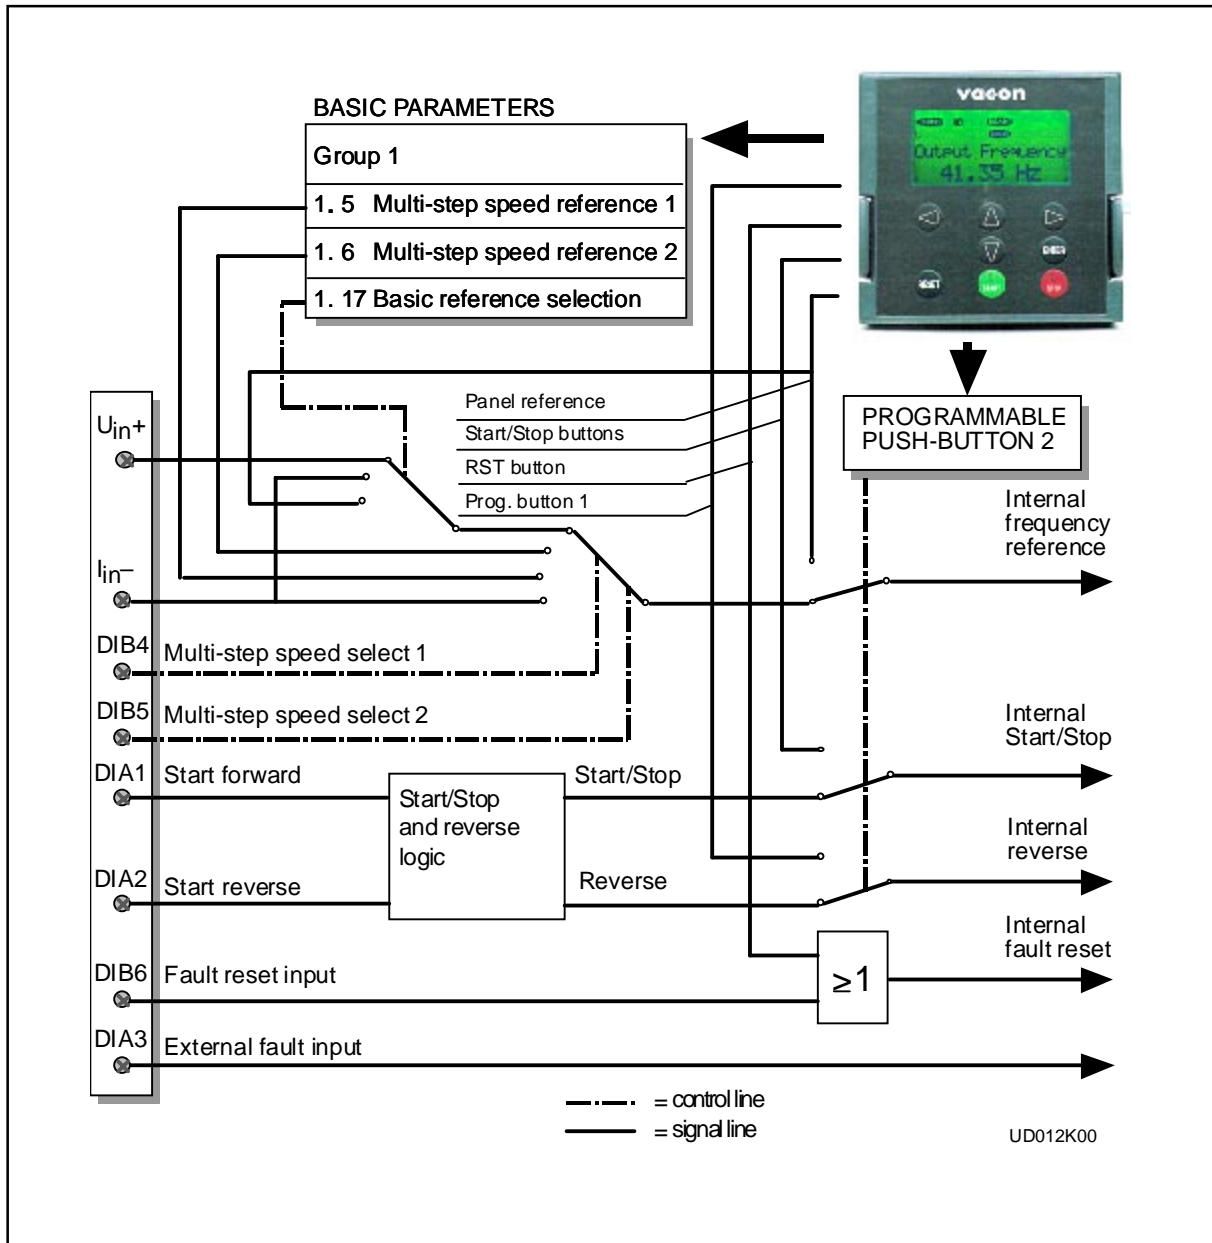 vacon
BASIC PARAMETERS
Group 1
Output Frequency
41.35 Hz
1. 5 Multi-step speed reference 1
1. 6 Multi-step speed reference 2
ENTER
RESET
START
1. 17 Basic reference selection
Panel reference
PROGRAMMABLE
PUSH-BUTTON 2
Uin+
Start/Stop buttons
RST button
Prog. button 1
Internal
frequency
reference
Iin–
DIB4
Multi-step speed select 1
DIB5
Multi-step speed select 2
Internal
Start/Stop
DIA1
Start forward
Start/Stop
Start/Stop
and reverse
logic
Internal
reverse
DIA2
Start reverse
Reverse
Internal
fault reset
DIB6
Fault reset input
≥1
DIA3
External fault input
= control line
= signal line
UD012K00